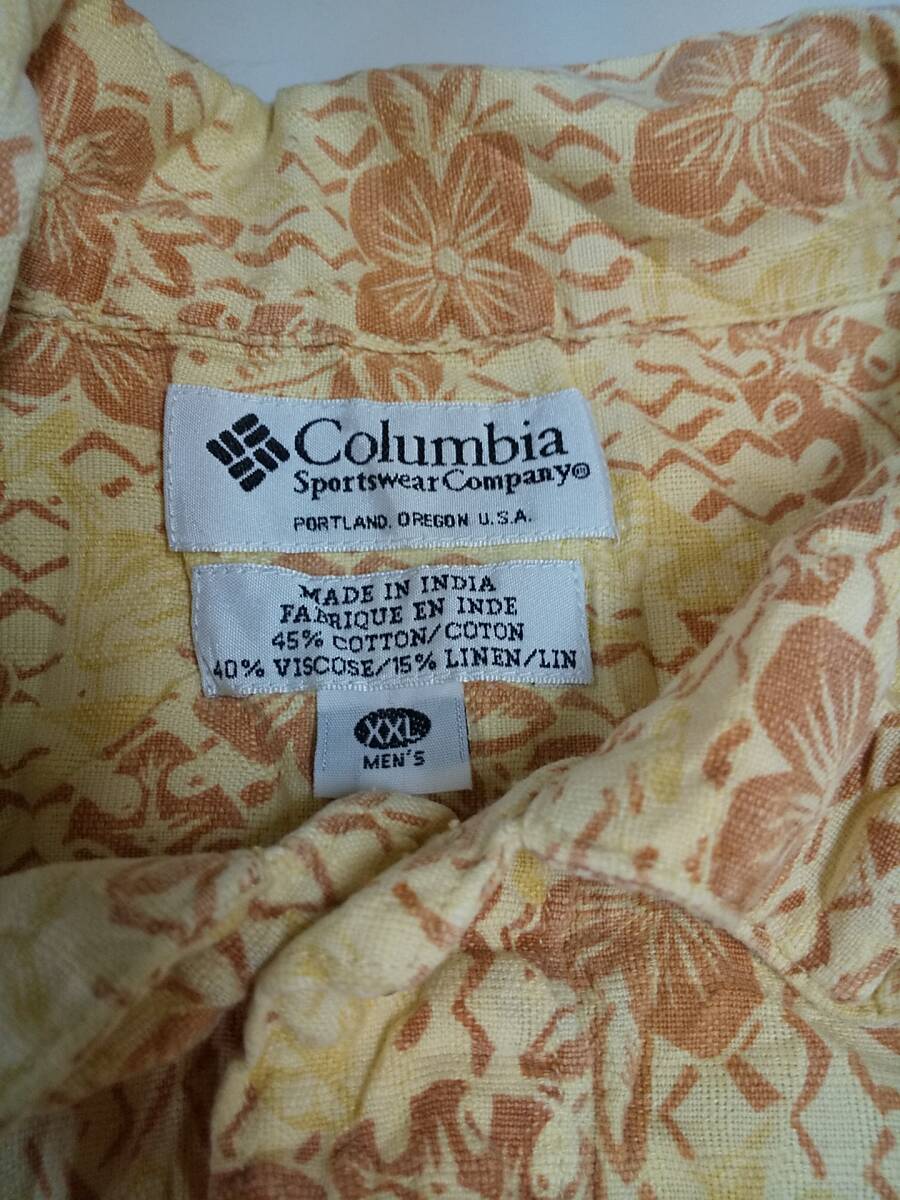 Columbia
Sportswear Company®
PORTLAND, OREGON U.S.A.
MADE IN INDIA
FABRIQUE EN INDE
45% COTTON/COTON
40% VISCOSE/15% LINEN/LIN
XXL
MEN'S